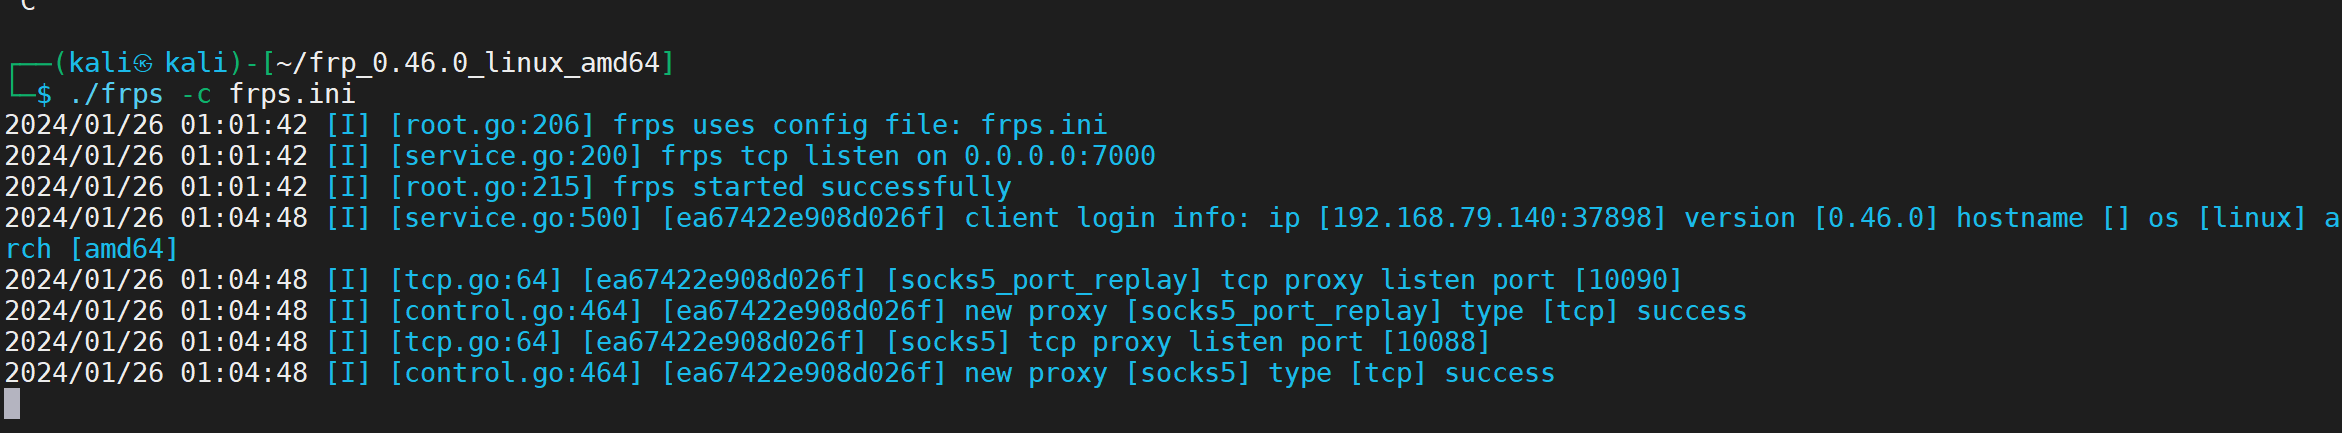 C
┌──(kali㉿kali)-[~/frp_0.46.0_linux_amd64]
└─$ ./frps -c frps.ini
2024/01/26 01:01:42 [I] [root.go:206] frps uses config file: frps.ini
2024/01/26 01:01:42 [I] [service.go:200] frps tcp listen on 0.0.0.0:7000
2024/01/26 01:01:42 [I] [root.go:215] frps started successfully
2024/01/26 01:04:48 [I] [service.go:500] [ea67422e908d026f] client login info: ip [192.168.79.140:37898] version [0.46.0] hostname [] os [linux] a
rch [amd64]
2024/01/26 01:04:48 [I] [tcp.go:64] [ea67422e908d026f] [socks5_port_replay] tcp proxy listen port [10090]
2024/01/26 01:04:48 [I] [control.go:464] [ea67422e908d026f] new proxy [socks5_port_replay] type [tcp] success
2024/01/26 01:04:48 [I] [tcp.go:64] [ea67422e908d026f] [socks5] tcp proxy listen port [10088]
2024/01/26 01:04:48 [I] [control.go:464] [ea67422e908d026f] new proxy [socks5] type [tcp] success